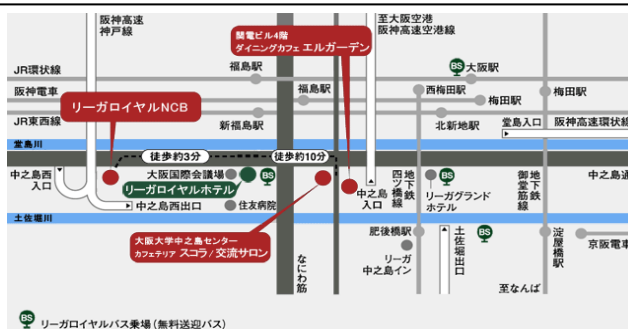 阪神高速
神戸線
関電ビル4階
ダイニングカフェ エルガーデン
至大阪空港
阪神高速空港線
BS
大阪駅
JR環状線
福島駅
阪神電車
福島駅
西梅田駅
梅田駅
梅田駅
リーガロイヤルNCB
JR東西線
新福島駅
北新地駅
堂島入口
阪神高速環状線
堂島川
徒歩約3分
徒歩約10分
中之島西
入口
大阪国際会議場
BS
リーガロイヤルホテル
中之島
入口
地下鉄
四ツ橋線
BS
リーガグランド
ホテル
地下鉄
御堂筋線
中之島通
中之島西出口
住友病院
土佐堀川
大阪大学中之島センター
カフェテリア スコラ/交流サロン
なにわ筋
肥後橋駅
リーガ
中之島イン
土佐堀出口
BS
淀屋橋駅
京阪電車
至なんば
BS
リーガロイヤルバス乗場(無料送迎バス)